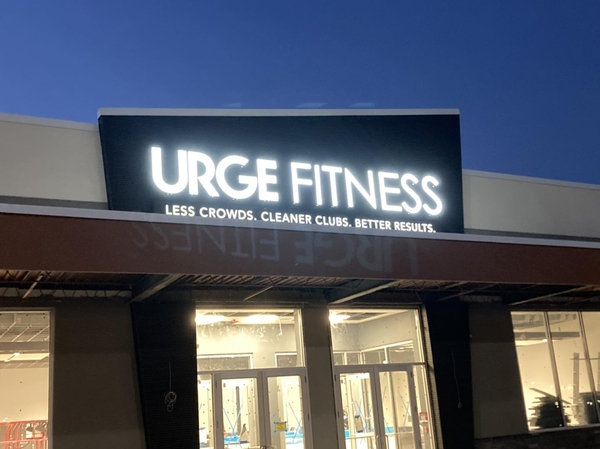 URGE FITNESS
LESS CROWDS. CLEANER CLUBS. BETTER RESULTS.